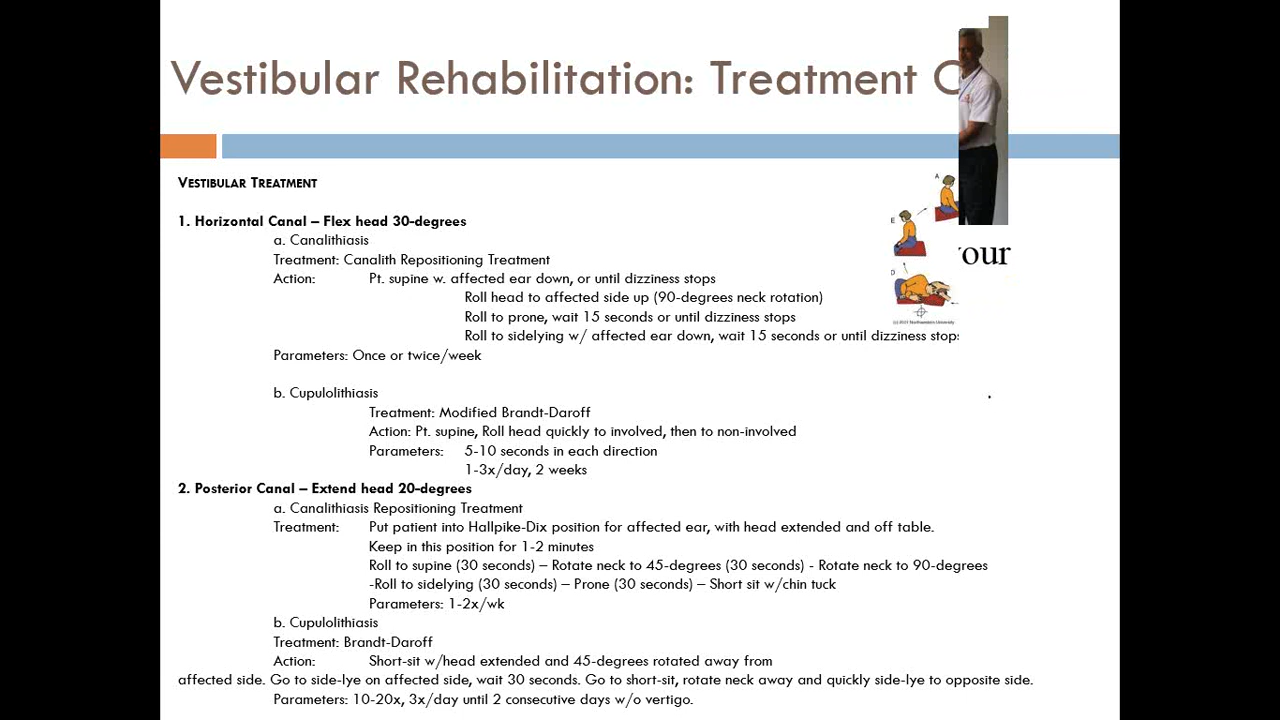 Vestibular Rehabilitation: Treatment
VESTIBULAR TREATMENT
1. Horizontal Canal – Flex head 30-degrees
a. Canalithiasis
Treatment: Canalith Repositioning Treatment
Action: Pt. supine w. affected ear down, or until dizziness stops
Roll head to affected side up (90-degrees neck rotation)
Roll to prone, wait 15 seconds or until dizziness stops
Roll to sidelying w/ affected ear down, wait 15 seconds or until dizziness stops
Parameters: Once or twice/week
b. Cupulolithiasis
Treatment: Modified Brandt-Daroff
Action: Pt. supine, Roll head quickly to involved, then to non-involved
Parameters: 5-10 seconds in each direction
1-3x/day, 2 weeks
2. Posterior Canal – Extend head 20-degrees
a. Canalithiasis Repositioning Treatment
Treatment: Put patient into Hallpike-Dix position for affected ear, with head extended and off table.
Keep in this position for 1-2 minutes
Roll to supine (30 seconds) – Rotate neck to 45-degrees (30 seconds) - Rotate neck to 90-degrees
-Roll to sidelying (30 seconds) – Prone (30 seconds) – Short sit w/chin tuck
Parameters: 1-2x/wk
b. Cupulolithiasis
Treatment: Brandt-Daroff
Action: Short-sit w/head extended and 45-degrees rotated away from
affected side. Go to side-lye on affected side, wait 30 seconds. Go to short-sit, rotate neck away and quickly side-lye to opposite side.
Parameters: 10-20x, 3x/day until 2 consecutive days w/o vertigo.
A
E
our
D
(c) 2021 Northwestern University